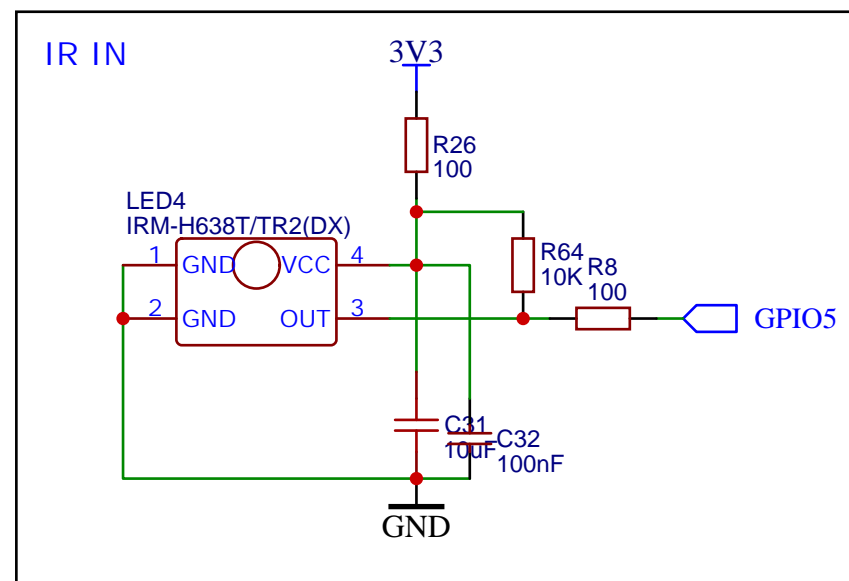 IR IN
3V3
R26
100
LED4
IRM-H638T/TR2(DX)
1
GND
VCC
4
R64
10K
R8
100
2
GND
OUT
3
GPIO5
C31
10uF
C32
100nF
GND